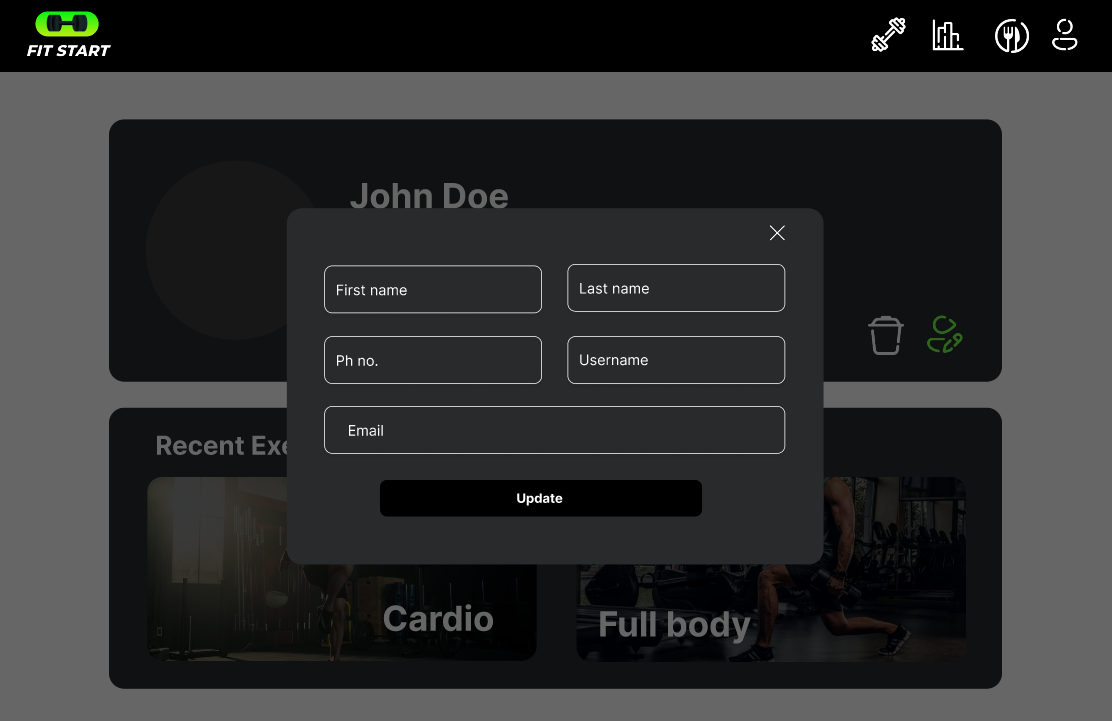 FIT START
John Doe
First name
Last name
Ph no.
Username
Email
Recent Exe
Update
Cardio
Full body